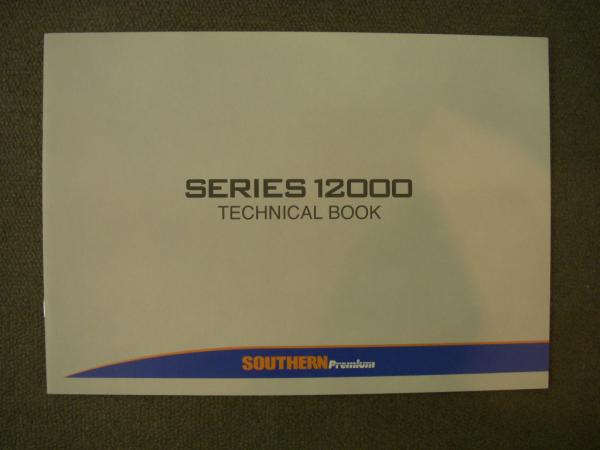 SERIES 12000
TECHNICAL BOOK
SOUTHERN Premium